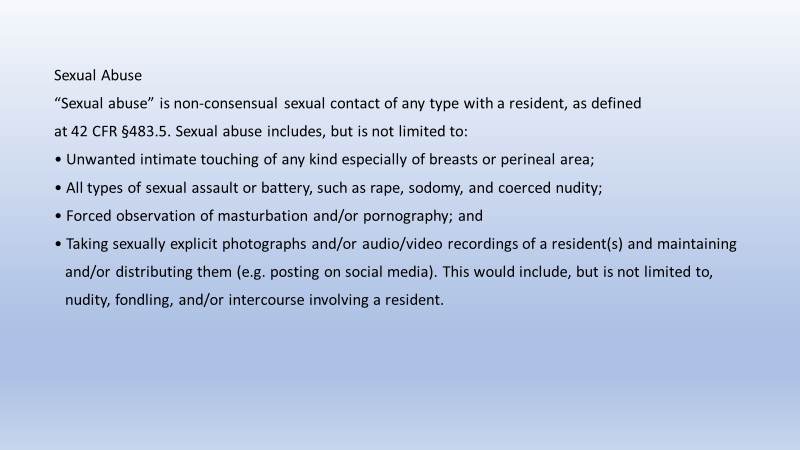 Sexual Abuse
“Sexual abuse” is non-consensual sexual contact of any type with a resident, as defined
at 42 CFR §483.5. Sexual abuse includes, but is not limited to:
• Unwanted intimate touching of any kind especially of breasts or perineal area;
• All types of sexual assault or battery, such as rape, sodomy, and coerced nudity;
• Forced observation of masturbation and/or pornography; and
• Taking sexually explicit photographs and/or audio/video recordings of a resident(s) and maintaining
and/or distributing them (e.g. posting on social media). This would include, but is not limited to,
nudity, fondling, and/or intercourse involving a resident.